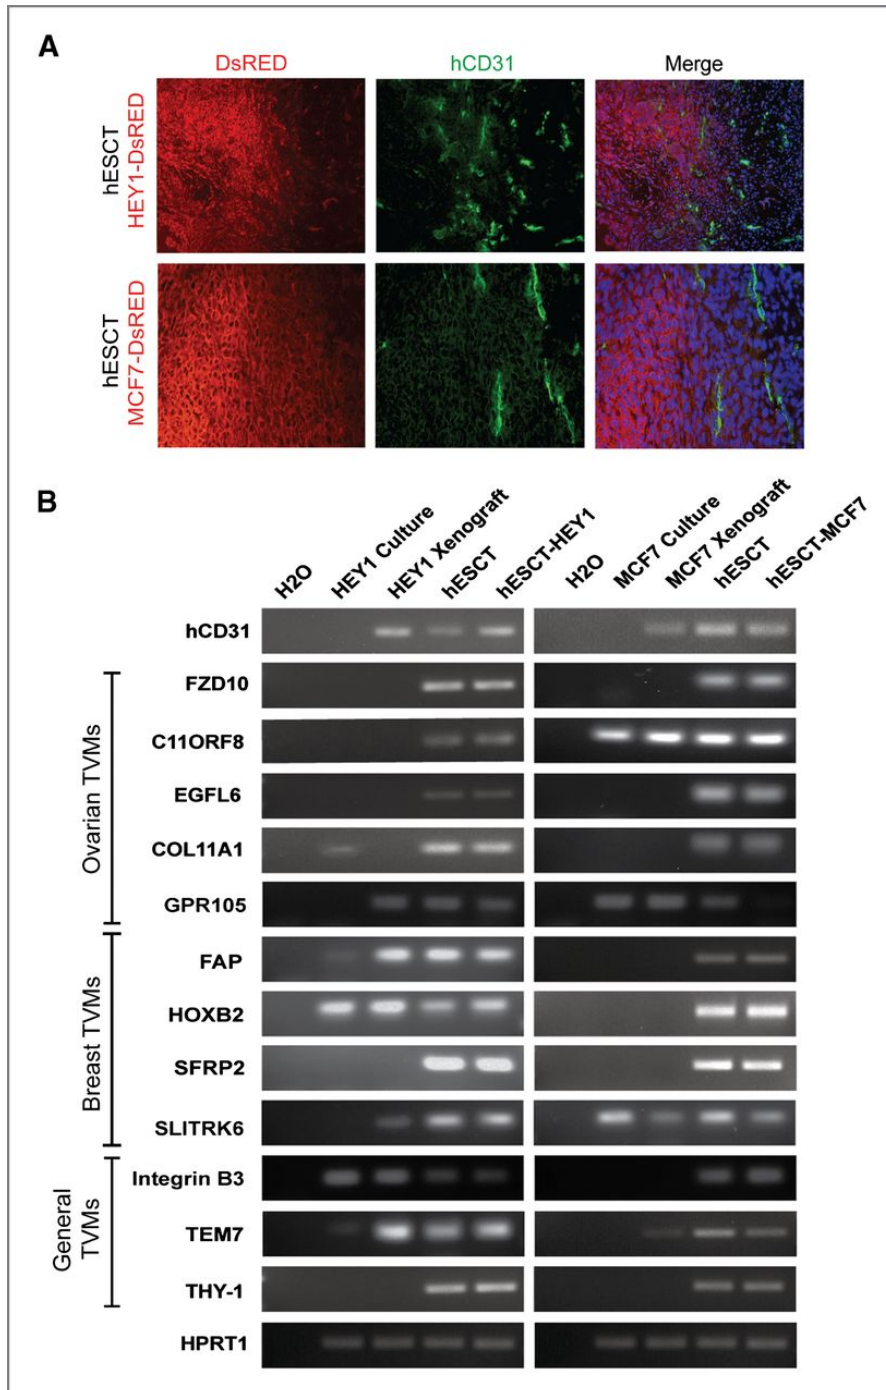 A
DsRED hCD31 Merge
hESCT
HEY1-DsRED
hESCT
MCF7-DsRED
B
H2O HEY1 Culture HEY1 Xenograft hESCT hESCT-HEY1 H2O MCF7 Culture MCF7 Xenograft hESCT hESCT-MCF7
hCD31
Ovarian TVMs
FZD10
C11ORF8
EGFL6
COL11A1
GPR105
Breast TVMs
FAP
HOXB2
SFRP2
SLITRK6
General
TVMs
Integrin B3
TEM7
THY-1
HPRT1